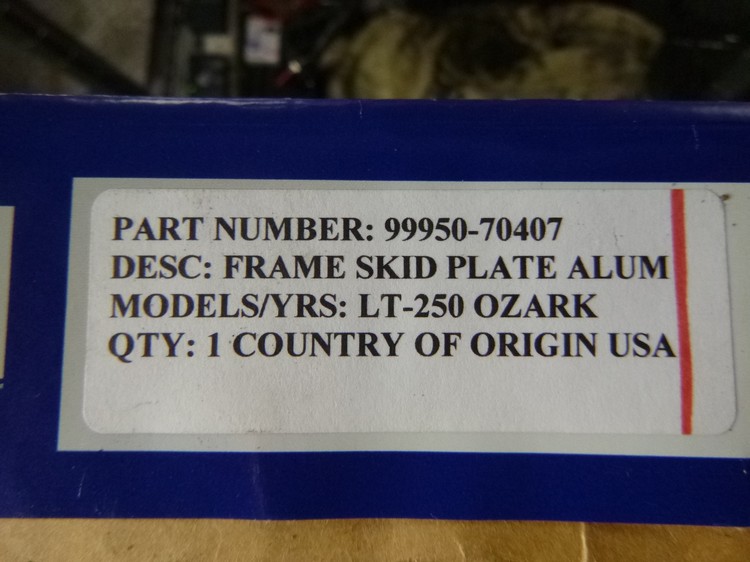 PART NUMBER: 99950-70407
DESC: FRAME SKID PLATE ALUM
MODELS/YRS: LT-250 OZARK
QTY: 1 COUNTRY OF ORIGIN USA